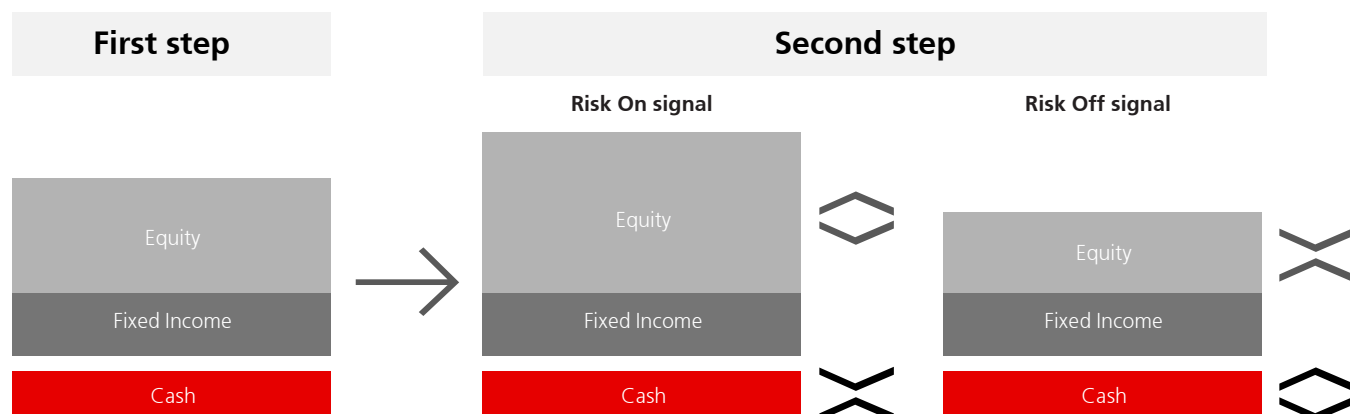 First step
Second step
Risk On signal
Risk Off signal
Equity
Equity
Equity
Fixed Income
Fixed Income
Fixed Income
Cash
Cash
Cash